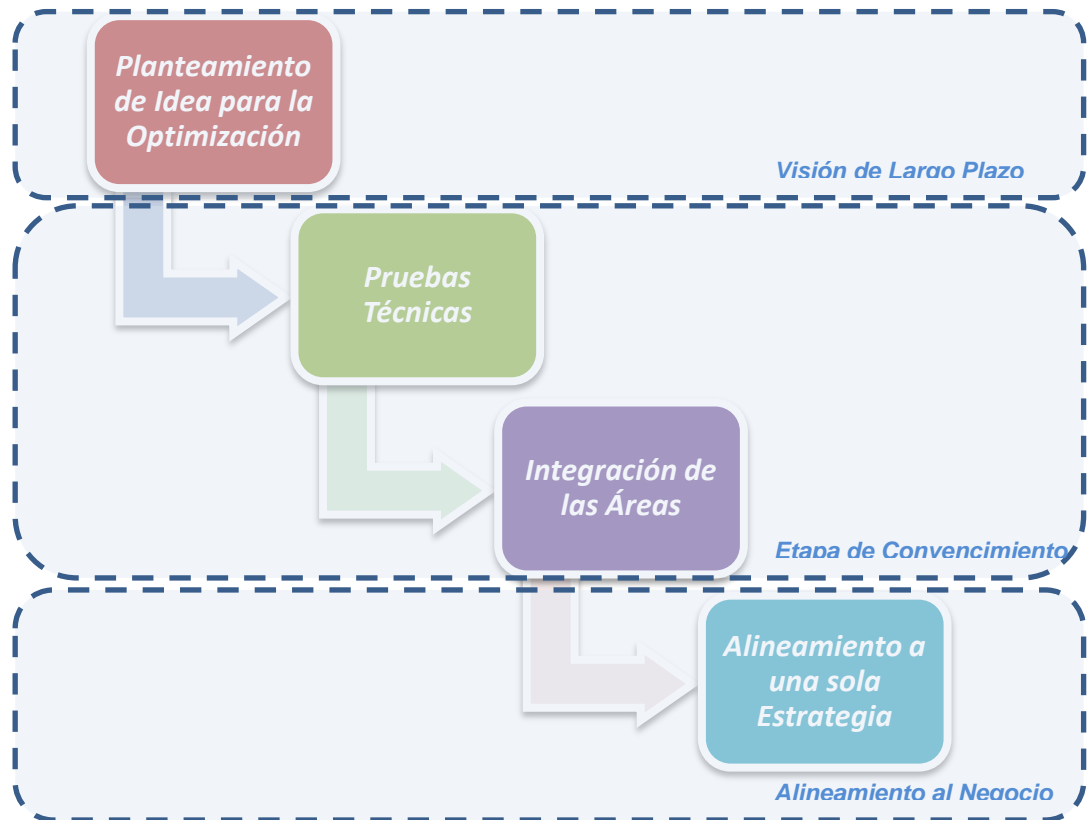 Planteamiento
de Idea para la
Optimización
Visión de Largo Plazo
Pruebas
Técnicas
Integración de
las Áreas
Etapa de Convencimiento
Alineamiento a
una sola
Estrategia
Alineamiento al Negocio